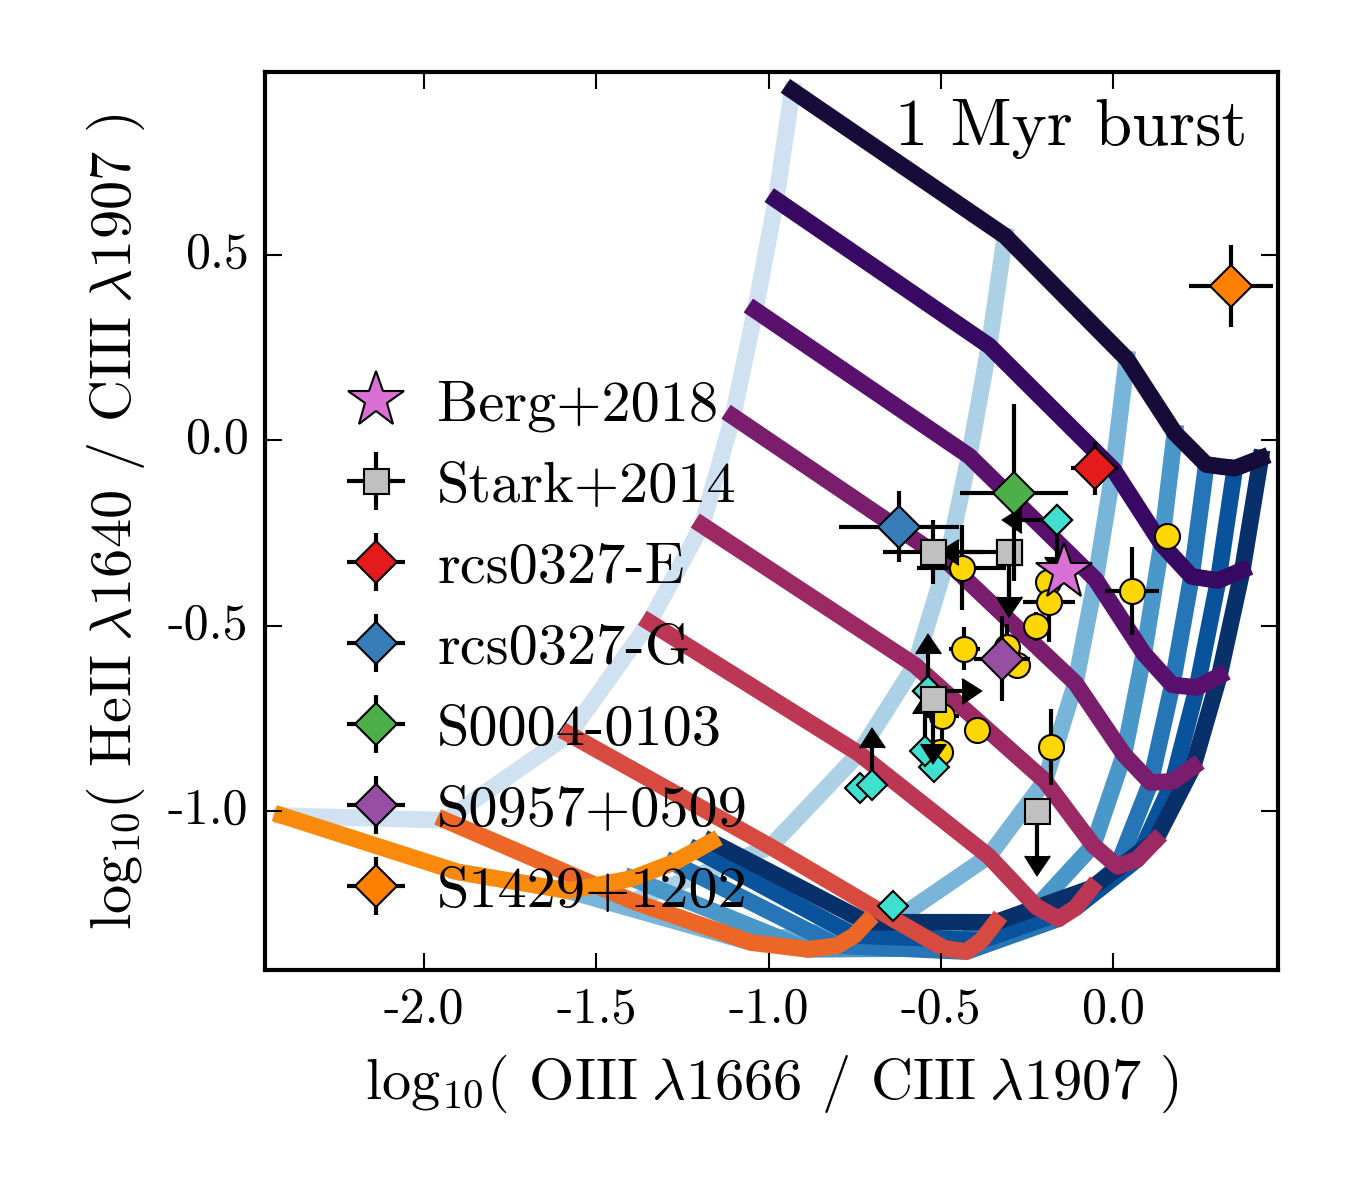 1 Myr burst
log10( HeII λ1640 / CIII λ1907 )
0.5
0.0
-0.5
-1.0
Berg+2018
Stark+2014
rcs0327-E
rcs0327-G
S0004-0103
S0957+0509
S1429+1202
-2.0 -1.5 -1.0 -0.5 0.0
log10( OIII λ1666 / CIII λ1907 )